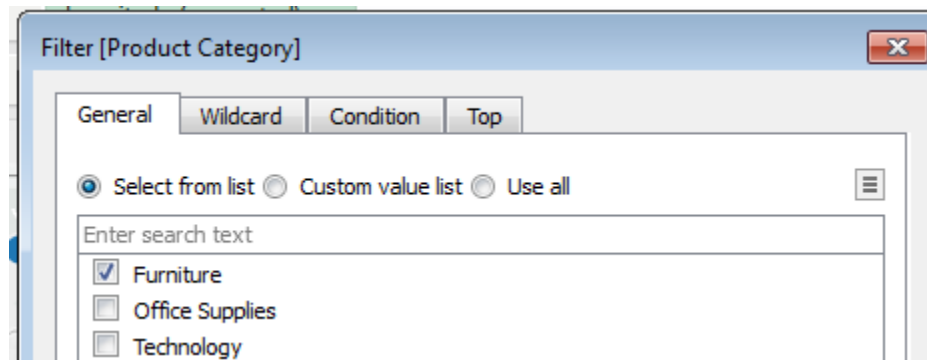 Filter [Product Category]
General Wildcard Condition Top
Select from list Custom value list Use all
Enter search text
Furniture
Office Supplies
Technology